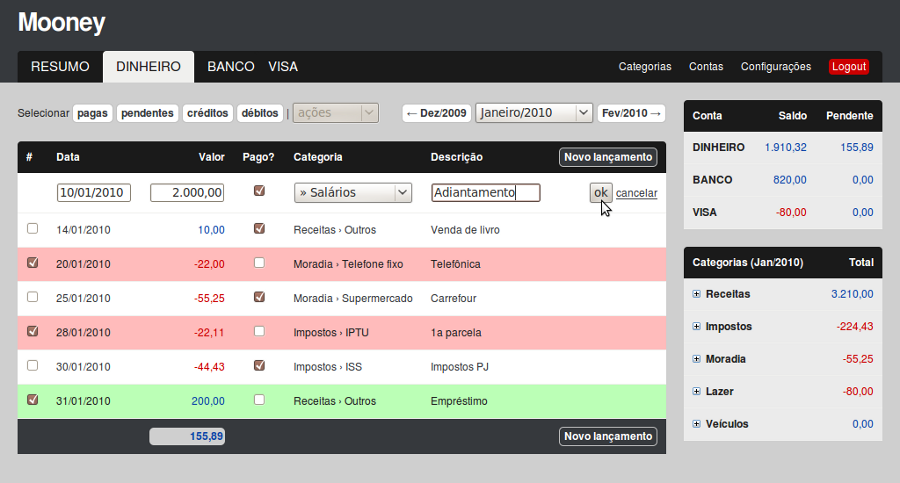 Mooney
RESUMO DINHEIRO BANCO VISA Categorias Contas Configurações Logout
Selecionar pagas pendentes créditos débitos | ações ← Dez/2009 Janeiro/2010 Fev/2010 →
# Data Valor Pago? Categoria Descrição Novo lançamento
10/01/2010 2.000,00 » Salários Adiantamento ok cancelar
14/01/2010 10,00 Receitas › Outros Venda de livro
20/01/2010 -22,00 Moradia › Telefone fixo Telefônica
25/01/2010 -55,25 Moradia › Supermercado Carrefour
28/01/2010 -22,11 Impostos › IPTU 1a parcela
30/01/2010 -44,43 Impostos › ISS Impostos PJ
31/01/2010 200,00 Receitas › Outros Empréstimo
155,89 Novo lançamento
Conta Saldo Pendente
DINHEIRO 1.910,32 155,89
BANCO 820,00 0,00
VISA -80,00 0,00
Categorias (Jan/2010) Total
Receitas 3.210,00
Impostos -224,43
Moradia -55,25
Lazer -80,00
Veículos 0,00